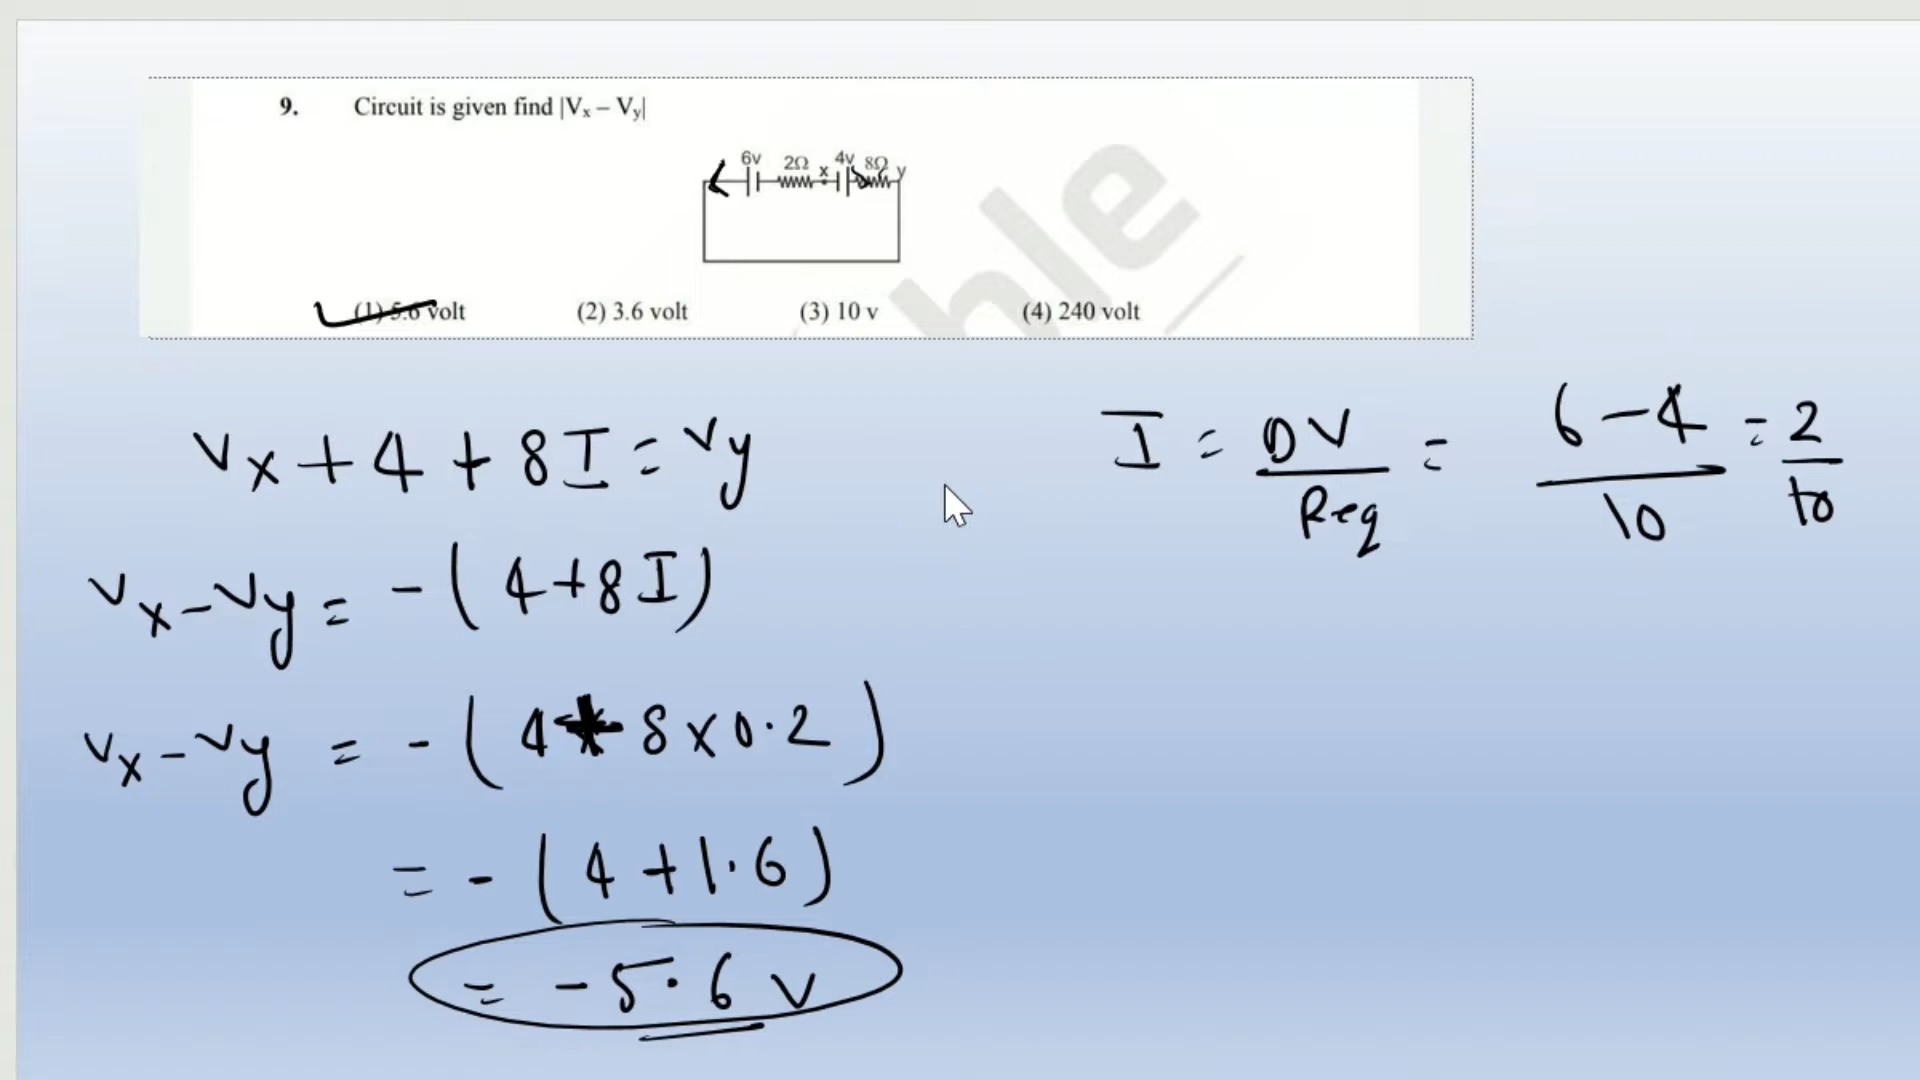 9. Circuit is given find |Vx – Vy|
6v 2Ω x 4v 8Ω y
(1) 5.6 volt (2) 3.6 volt (3) 10 v (4) 240 volt
hle
Vx + 4 + 8I = Vy
I = ΔV / Req = 6 - 4 / 10 = 2 / 10
Vx - Vy = - (4 + 8I)
Vx - Vy = - (4 + 8 x 0.2)
= - (4 + 1.6)
= - 5.6 v